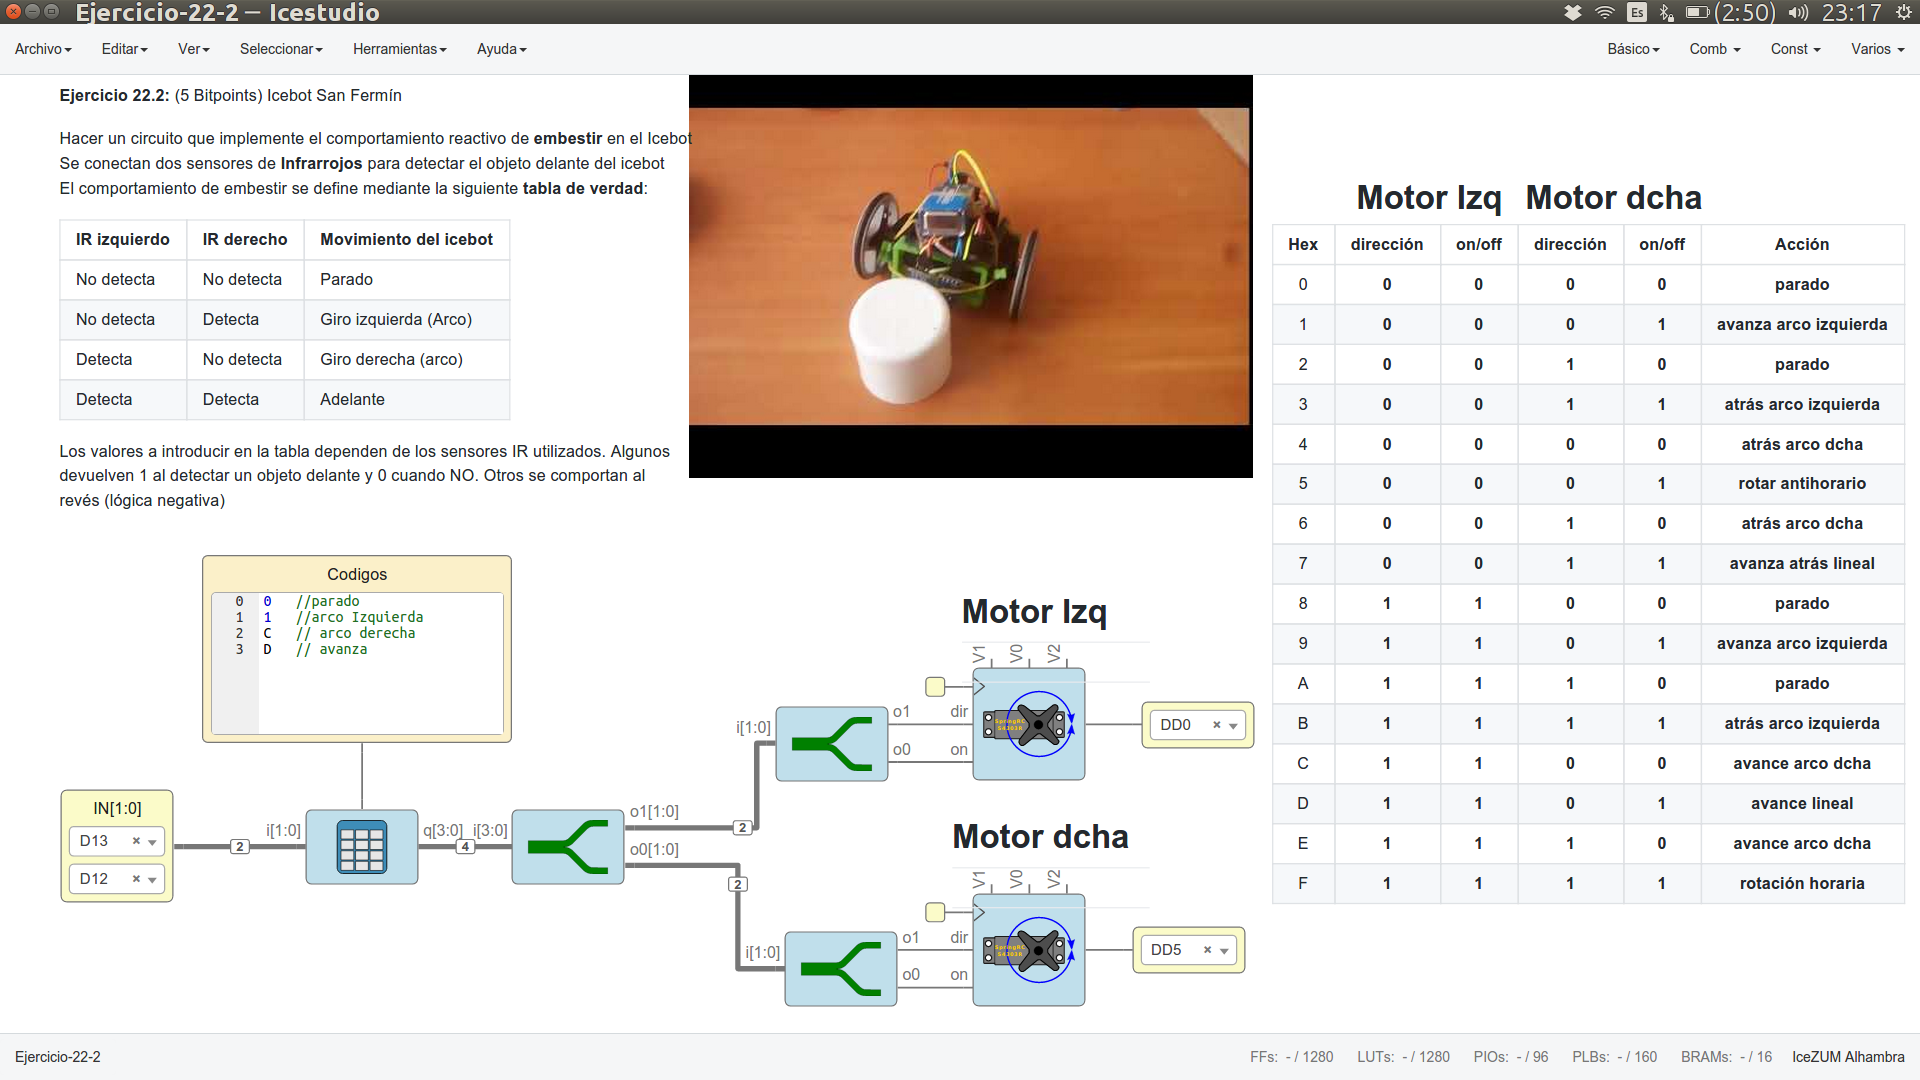 Ejercicio-22-2 — Icestudio
Es
(2:50)
23:17
Archivo Editar Ver Seleccionar Herramientas Ayuda
Básico Comb Const Varios
Ejercicio 22.2: (5 Bitpoints) Icebot San Fermín
Hacer un circuito que implemente el comportamiento reactivo de embestir en el Icebot
Se conectan dos sensores de Infrarrojos para detectar el objeto delante del icebot
El comportamiento de embestir se define mediante la siguiente tabla de verdad:
IR izquierdo IR derecho Movimiento del icebot
No detecta No detecta Parado
No detecta Detecta Giro izquierda (Arco)
Detecta No detecta Giro derecha (arco)
Detecta Detecta Adelante
Los valores a introducir en la tabla dependen de los sensores IR utilizados. Algunos
devuelven 1 al detectar un objeto delante y 0 cuando NO. Otros se comportan al
revés (lógica negativa)
Motor Izq Motor dcha
Hex dirección on/off dirección on/off Acción
0 0 0 0 0 parado
1 0 0 0 1 avanza arco izquierda
2 0 0 1 0 parado
3 0 0 1 1 atrás arco izquierda
4 0 0 0 0 atrás arco dcha
5 0 0 0 1 rotar antihorario
6 0 0 1 0 atrás arco dcha
7 0 0 1 1 avanza atrás lineal
8 1 1 0 0 parado
9 1 1 0 1 avanza arco izquierda
A 1 1 1 0 parado
B 1 1 1 1 atrás arco izquierda
C 1 1 0 0 avance arco dcha
D 1 1 0 1 avance lineal
E 1 1 1 0 avance arco dcha
F 1 1 1 1 rotación horaria
Codigos
0 0 //parado
1 1 //arco Izquierda
2 C // arco derecha
3 D // avanza
IN[1:0]
D13 ×
D12 ×
2
i[1:0]
q[3:0]
4
i[3:0]
o1[1:0]
o0[1:0]
2
2
i[1:0]
o1
o0
Motor Izq
V1 V0 V2
dir
on
SpringRC
SM303R
DD0 ×
Motor dcha
i[1:0]
o1
o0
V1 V0 V2
dir
on
SpringRC
SM303R
DD5 ×
Ejercicio-22-2
FFs: - / 1280 LUTs: - / 1280 PIOs: - / 96 PLBs: - / 160 BRAMs: - / 16 IceZUM Alhambra